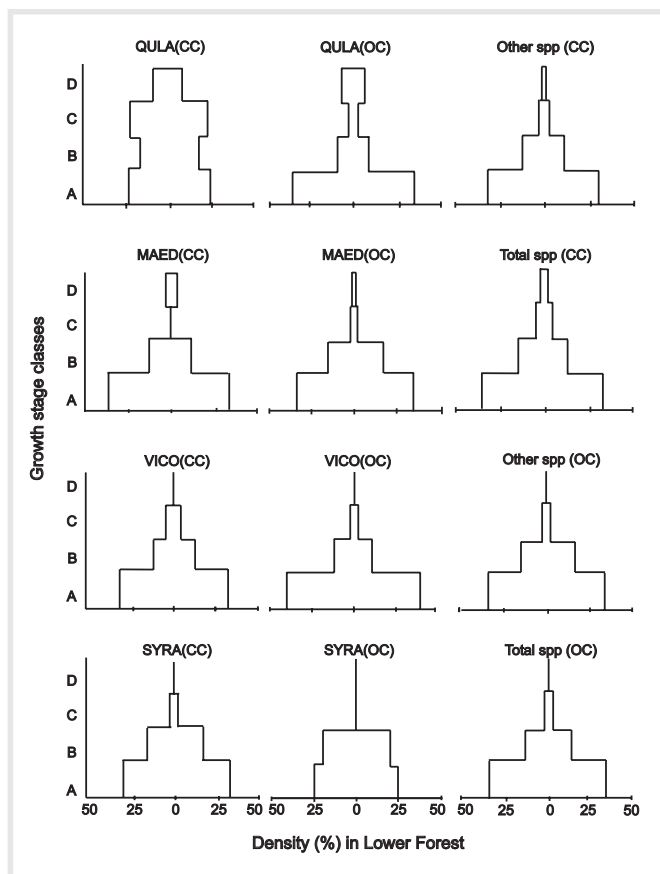 QULA(CC) QULA(OC) Other spp (CC)
D
C
B
A
MAED(CC) MAED(OC) Total spp (CC)
D
C
B
A
VICO(CC) VICO(OC) Other spp (OC)
D
C
B
A
SYRA(CC) SYRA(OC) Total spp (OC)
D
C
B
A
50 25 0 25 50 50 25 0 25 50 50 25 0 25 50
Growth stage classes
Density (%) in Lower Forest